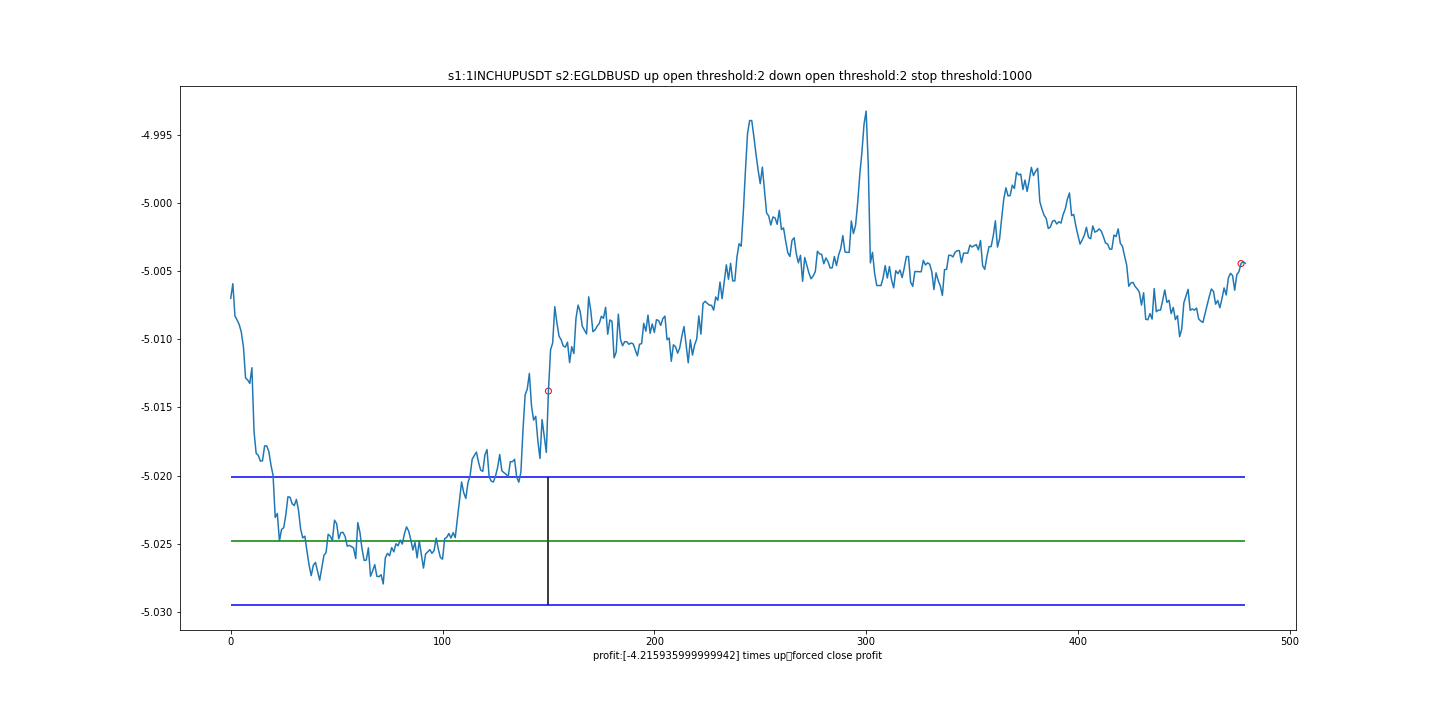 s1:1INCHUPUSDT s2:EGLDBUSD up open threshold:2 down open threshold:2 stop threshold:1000
-4.995
-5.000
-5.005
-5.010
-5.015
-5.020
-5.025
-5.030
0 100 200 300 400 500
profit:[-4.215935999999942] times up▯forced close profit